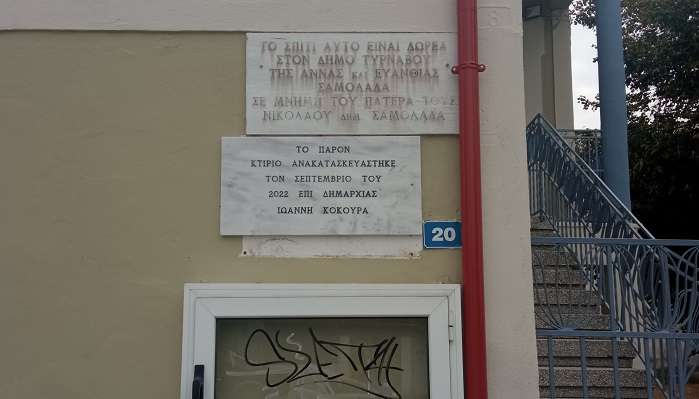 ΤΟ ΣΠΙΤΙ ΑΥΤΟ ΕΙΝΑΙ ΔΩΡΕΑ
ΣΤΟΝ ΔΗΜΟ ΤΥΡΝΑΒΟΥ
ΤΗΣ ΑΝΝΑΣ ΚΑΙ ΕΥΑΝΘΙΑΣ
ΣΑΜΟΛΑΔΑ
ΣΕ ΜΝΗΜΗ ΤΟΥ ΠΑΤΕΡΑ ΤΟΥΣ
ΝΙΚΟΛΑΟΥ ΔΗΜ. ΣΑΜΟΛΑΔΑ
ΤΟ ΠΑΡΟΝ
ΚΤΙΡΙΟ ΑΝΑΚΑΤΑΣΚΕΥΑΣΤΗΚΕ
ΤΟΝ ΣΕΠΤΕΜΒΡΙΟ ΤΟΥ
2022 ΕΠΙ ΔΗΜΑΡΧΙΑΣ
ΙΩΑΝΝΗ ΚΟΚΟΥΡΑ
20